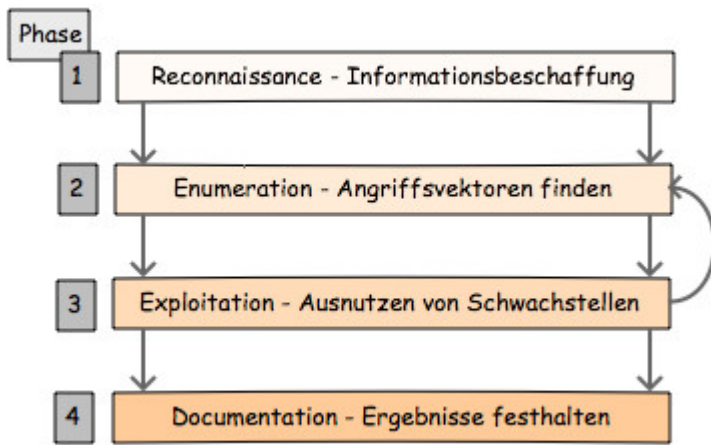 Phase
1
Reconnaissance - Informationsbeschaffung
2
Enumeration - Angriffsvektoren finden
3
Exploitation - Ausnutzen von Schwachstellen
4
Documentation - Ergebnisse festhalten